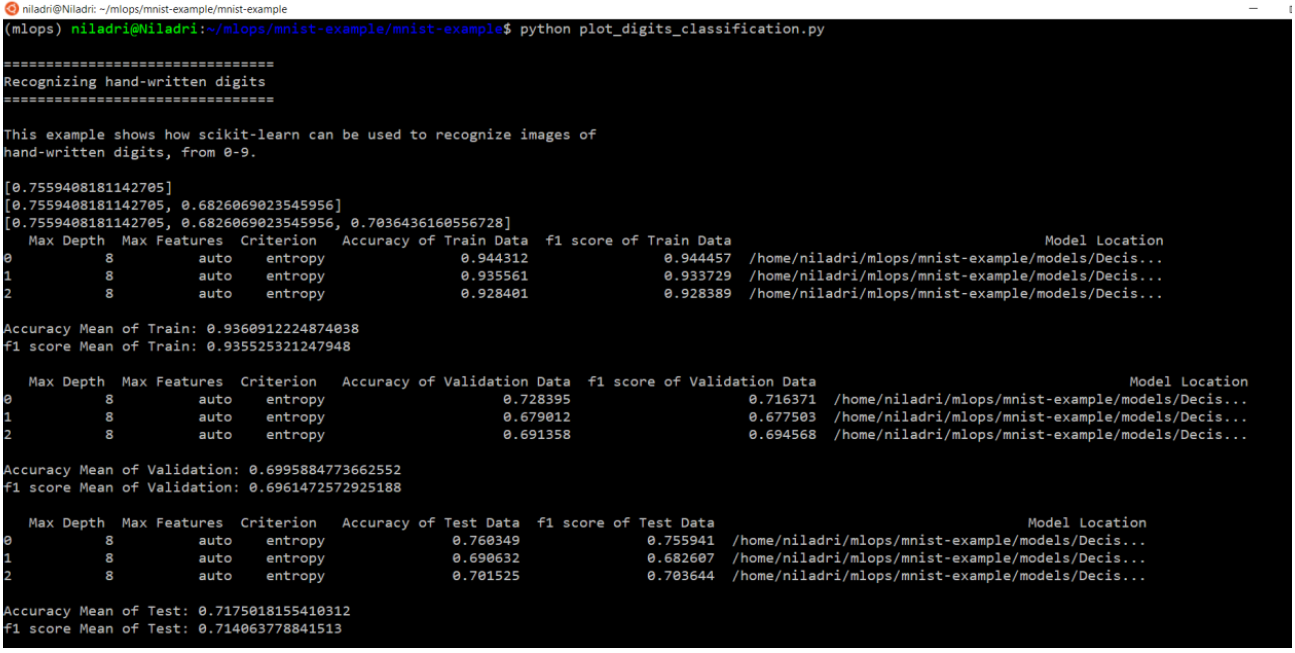 niladri@Niladri: ~/mlops/mnist-example/mnist-example
(mlops) niladri@Niladri:~/mlops/mnist-example/mnist-example$ python plot_digits_classification.py
================================
Recognizing hand-written digits
================================
This example shows how scikit-learn can be used to recognize images of
hand-written digits, from 0-9.
[0.7559408181142705]
[0.7559408181142705, 0.6826069023545956]
[0.7559408181142705, 0.6826069023545956, 0.7036436160556728]
Max Depth Max Features Criterion Accuracy of Train Data f1 score of Train Data Model Location
0 8 auto entropy 0.944312 0.944457 /home/niladri/mlops/mnist-example/models/Decis...
1 8 auto entropy 0.935561 0.933729 /home/niladri/mlops/mnist-example/models/Decis...
2 8 auto entropy 0.928401 0.928389 /home/niladri/mlops/mnist-example/models/Decis...
Accuracy Mean of Train: 0.9360912224874038
f1 score Mean of Train: 0.935525321247948
Max Depth Max Features Criterion Accuracy of Validation Data f1 score of Validation Data Model Location
0 8 auto entropy 0.728395 0.716371 /home/niladri/mlops/mnist-example/models/Decis...
1 8 auto entropy 0.679012 0.677503 /home/niladri/mlops/mnist-example/models/Decis...
2 8 auto entropy 0.691358 0.694568 /home/niladri/mlops/mnist-example/models/Decis...
Accuracy Mean of Validation: 0.6995884773662552
f1 score Mean of Validation: 0.6961472572925188
Max Depth Max Features Criterion Accuracy of Test Data f1 score of Test Data Model Location
0 8 auto entropy 0.760349 0.755941 /home/niladri/mlops/mnist-example/models/Decis...
1 8 auto entropy 0.690632 0.682607 /home/niladri/mlops/mnist-example/models/Decis...
2 8 auto entropy 0.701525 0.703644 /home/niladri/mlops/mnist-example/models/Decis...
Accuracy Mean of Test: 0.7175018155410312
f1 score Mean of Test: 0.714063778841513